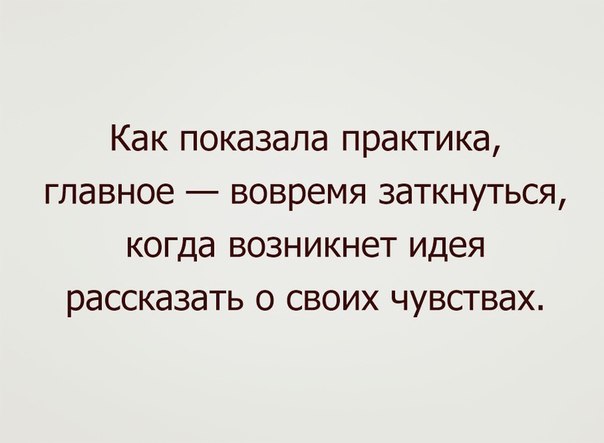 Как показала практика,
главное — вовремя заткнуться,
когда возникнет идея
рассказать о своих чувствах.